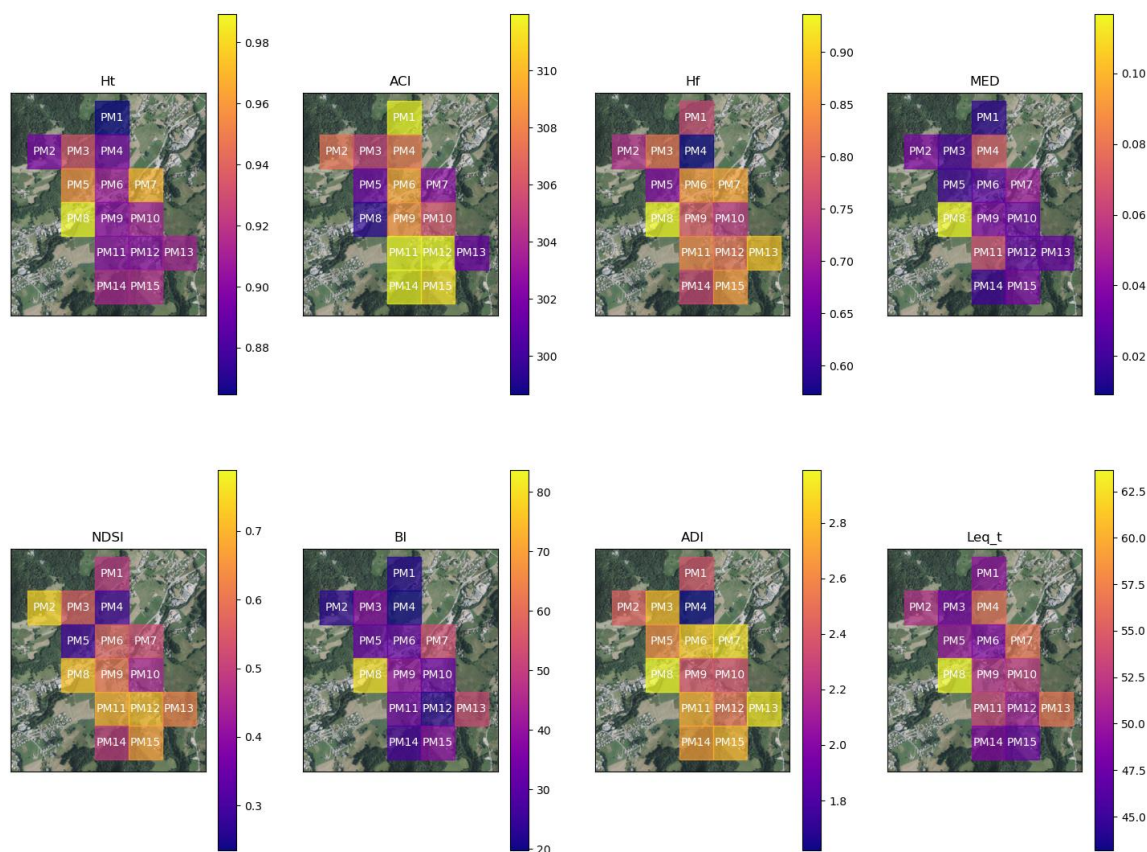 Ht
PM1
PM2 PM3 PM4
PM5 PM6 PM7
PM8 PM9 PM10
PM11 PM12 PM13
PM14 PM15
0.98
0.96
0.94
0.92
0.90
0.88
ACI
PM1
PM2 PM3 PM4
PM5 PM6 PM7
PM8 PM9 PM10
PM11 PM12 PM13
PM14 PM15
310
308
306
304
302
300
Hf
PM1
PM2 PM3 PM4
PM5 PM6 PM7
PM8 PM9 PM10
PM11 PM12 PM13
PM14 PM15
0.90
0.85
0.80
0.75
0.70
0.65
0.60
MED
PM1
PM2 PM3 PM4
PM5 PM6 PM7
PM8 PM9 PM10
PM11 PM12 PM13
PM14 PM15
0.10
0.08
0.06
0.04
0.02
NDSI
PM1
PM2 PM3 PM4
PM5 PM6 PM7
PM8 PM9 PM10
PM11 PM12 PM13
PM14 PM15
0.7
0.6
0.5
0.4
0.3
BI
PM1
PM2 PM3 PM4
PM5 PM6 PM7
PM8 PM9 PM10
PM11 PM12 PM13
PM14 PM15
80
70
60
50
40
30
20
ADI
PM1
PM2 PM3 PM4
PM5 PM6 PM7
PM8 PM9 PM10
PM11 PM12 PM13
PM14 PM15
2.8
2.6
2.4
2.2
2.0
1.8
Leq_t
PM1
PM2 PM3 PM4
PM5 PM6 PM7
PM8 PM9 PM10
PM11 PM12 PM13
PM14 PM15
62.5
60.0
57.5
55.0
52.5
50.0
47.5
45.0